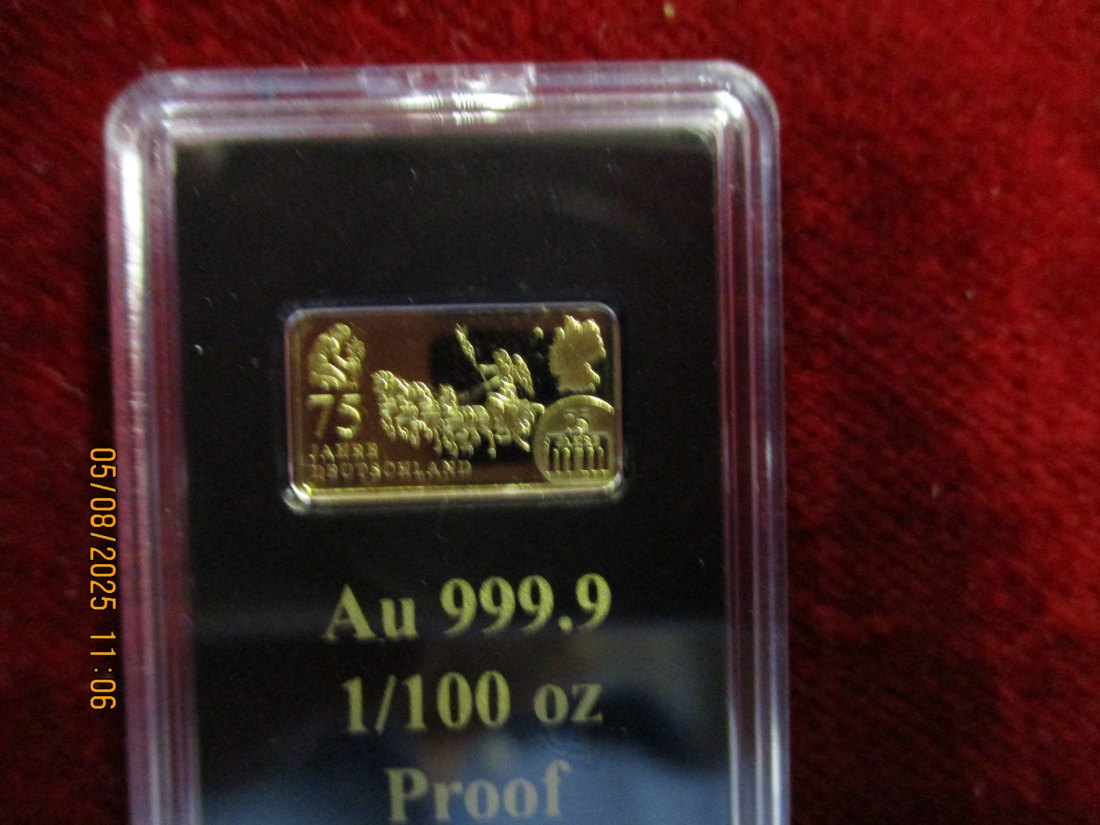 75
JAHRE
DEUTSCHLAND
Au 999.9
1/100 oz
Proof
05/08/2025 11:06